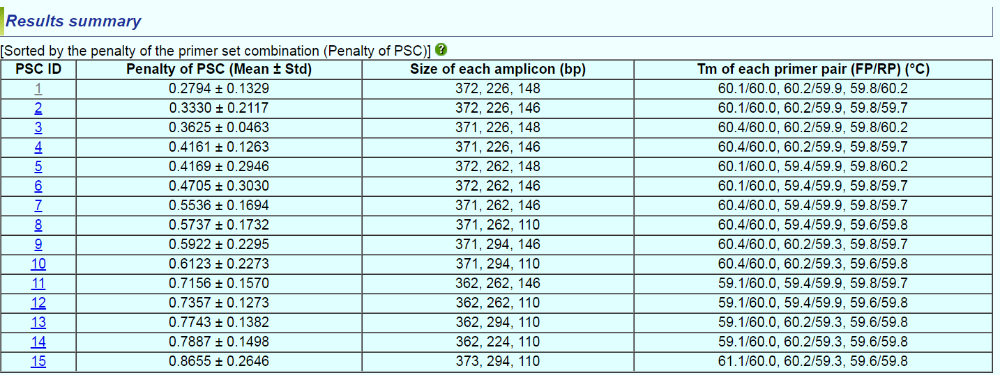 Results summary
[Sorted by the penalty of the primer set combination (Penalty of PSC)] ?
PSC ID Penalty of PSC (Mean ± Std) Size of each amplicon (bp) Tm of each primer pair (FP/RP) (°C)
1 0.2794 ± 0.1329 372, 226, 148 60.1/60.0, 60.2/59.9, 59.8/60.2
2 0.3330 ± 0.2117 372, 226, 146 60.1/60.0, 60.2/59.9, 59.8/59.7
3 0.3625 ± 0.0463 371, 226, 148 60.4/60.0, 60.2/59.9, 59.8/60.2
4 0.4161 ± 0.1263 371, 226, 146 60.4/60.0, 60.2/59.9, 59.8/59.7
5 0.4169 ± 0.2946 372, 262, 148 60.1/60.0, 59.4/59.9, 59.8/60.2
6 0.4705 ± 0.3030 372, 262, 146 60.1/60.0, 59.4/59.9, 59.8/59.7
7 0.5536 ± 0.1694 371, 262, 146 60.4/60.0, 59.4/59.9, 59.8/59.7
8 0.5737 ± 0.1732 371, 262, 110 60.4/60.0, 59.4/59.9, 59.6/59.8
9 0.5922 ± 0.2295 371, 294, 146 60.4/60.0, 60.2/59.3, 59.8/59.7
10 0.6123 ± 0.2273 371, 294, 110 60.4/60.0, 60.2/59.3, 59.6/59.8
11 0.7156 ± 0.1570 362, 262, 146 59.1/60.0, 59.4/59.9, 59.8/59.7
12 0.7357 ± 0.1273 362, 262, 110 59.1/60.0, 59.4/59.9, 59.6/59.8
13 0.7743 ± 0.1382 362, 294, 110 59.1/60.0, 60.2/59.3, 59.6/59.8
14 0.7887 ± 0.1498 362, 224, 110 59.1/60.0, 60.2/59.3, 59.6/59.8
15 0.8655 ± 0.2646 373, 294, 110 61.1/60.0, 60.2/59.3, 59.6/59.8